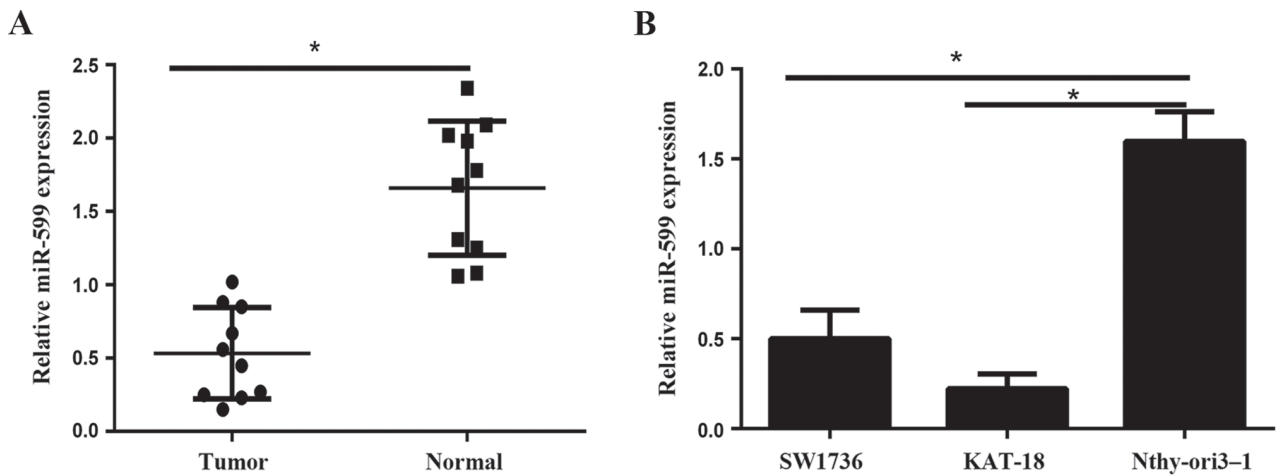 A
*
2.5
2.0
1.5
1.0
0.5
0.0
Relative miR-599 expression
Tumor Normal
B
*
*
2.0
1.5
1.0
0.5
0.0
Relative miR-599 expression
SW1736 KAT-18 Nthy-ori3–1